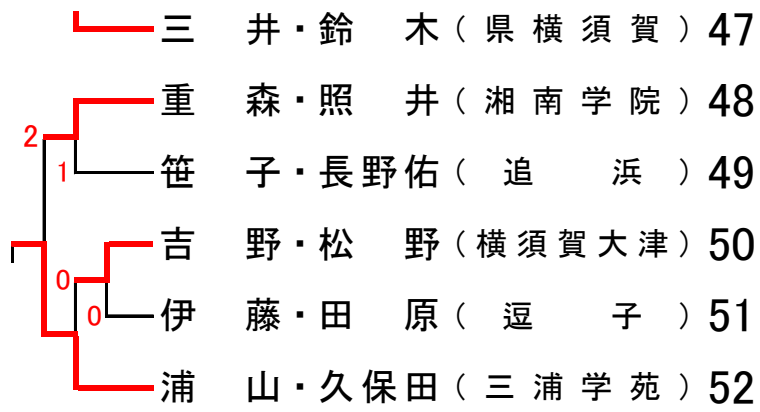 三井・鈴木（県横須賀）47
重森・照井（湘南学院）48
2
1
笹子・長野佑（追浜）49
吉野・松野（横須賀大津）50
0
0
伊藤・田原（逗子）51
浦山・久保田（三浦学苑）52